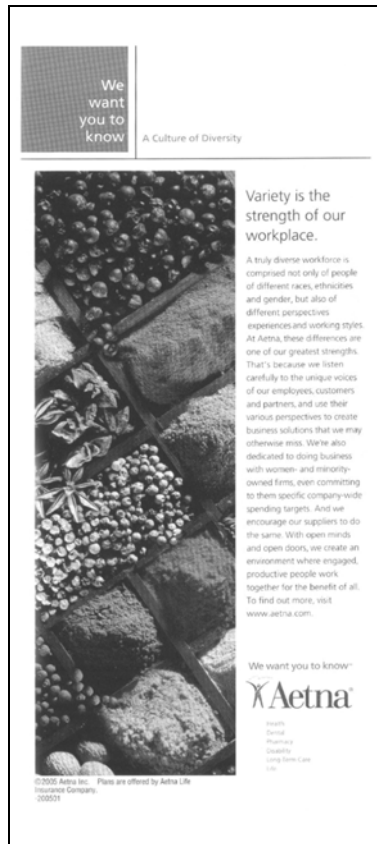 We
want
you to
know
A Culture of Diversity
Variety is the
strength of our
workplace.
A truly diverse workforce is
comprised not only of people
of different races, ethnicities
and gender, but also of
different perspectives
experiences and working styles.
At Aetna, these differences are
one of our greatest strengths.
That's because we listen
carefully to the unique voices
of our employees, customers
and partners, and use their
various perspectives to create
business solutions that we may
otherwise miss. We're also
dedicated to doing business
with women- and minority-
owned firms, even committing
to them specific company-wide
spending targets. And we
encourage our suppliers to do
the same. With open minds
and open doors, we create an
environment where engaged,
productive people work
together for the benefit of all.
To find out more, visit
www.aetna.com.
We want you to know℠
Aetna®
Health
Dental
Pharmacy
Disability
Long Term Care
Life
©2005 Aetna Inc. Plans are offered by Aetna Life
Insurance Company.
-200501